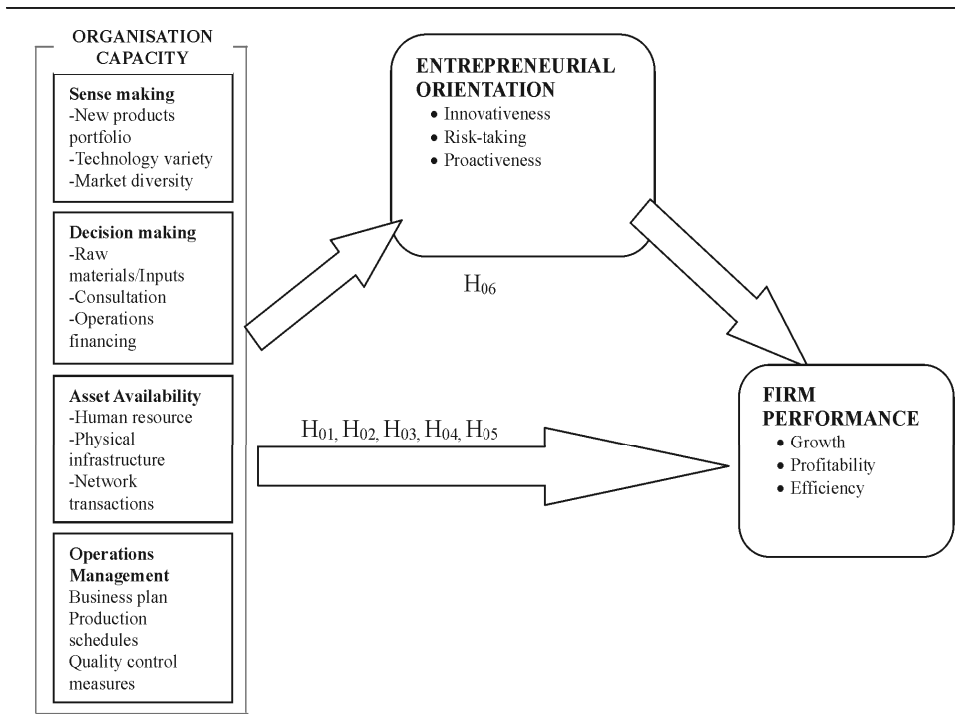 ORGANISATION
CAPACITY
Sense making
-New products
portfolio
-Technology variety
-Market diversity
Decision making
-Raw
materials/Inputs
-Consultation
-Operations
financing
Asset Availability
-Human resource
-Physical
infrastructure
-Network
transactions
Operations
Management
Business plan
Production
schedules
Quality control
measures
ENTREPRENEURIAL
ORIENTATION
• Innovativeness
• Risk-taking
• Proactiveness
H06
H01, H02, H03, H04, H05
FIRM
PERFORMANCE
• Growth
• Profitability
• Efficiency